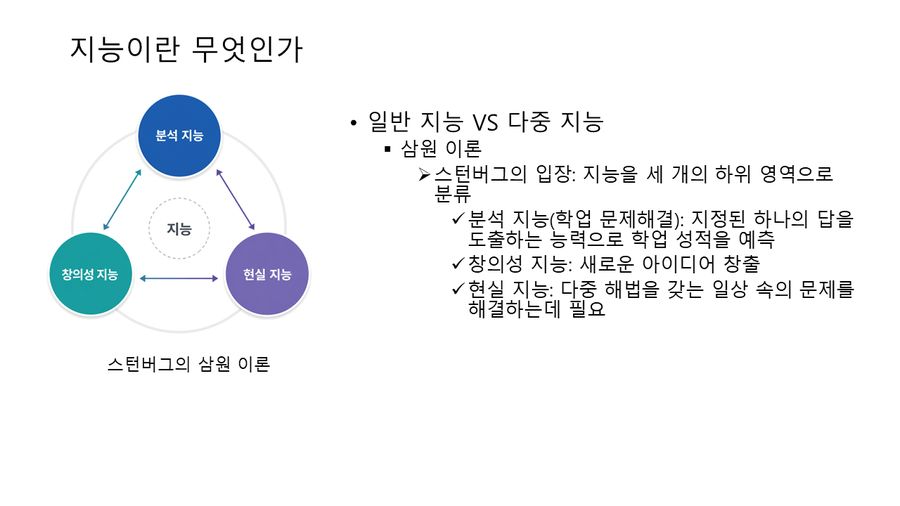 지능이란 무엇인가
분석 지능
지능
창의성 지능
현실 지능
스턴버그의 삼원 이론
• 일반 지능 VS 다중 지능
▪ 삼원 이론
➢ 스턴버그의 입장: 지능을 세 개의 하위 영역으로
분류
✓ 분석 지능(학업 문제해결): 지정된 하나의 답을
도출하는 능력으로 학업 성적을 예측
✓ 창의성 지능: 새로운 아이디어 창출
✓ 현실 지능: 다중 해법을 갖는 일상 속의 문제를
해결하는데 필요